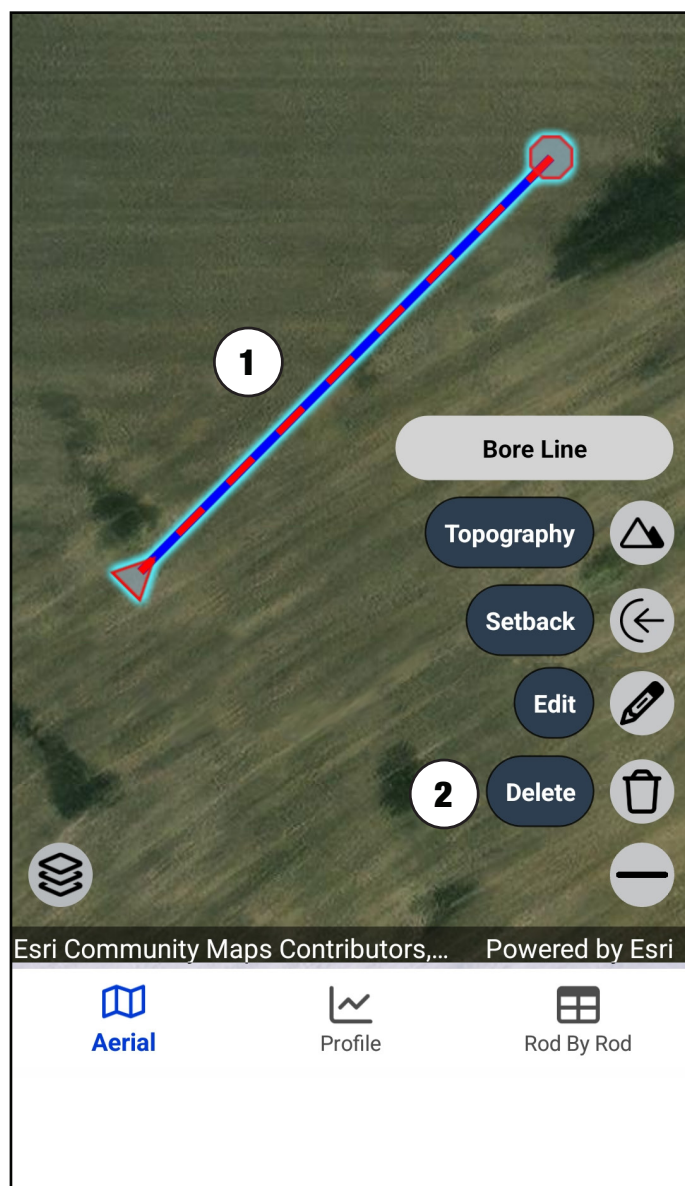 1
Bore Line
Topography
Setback
Edit
2 Delete
Esri Community Maps Contributors,... Powered by Esri
Aerial Profile Rod By Rod